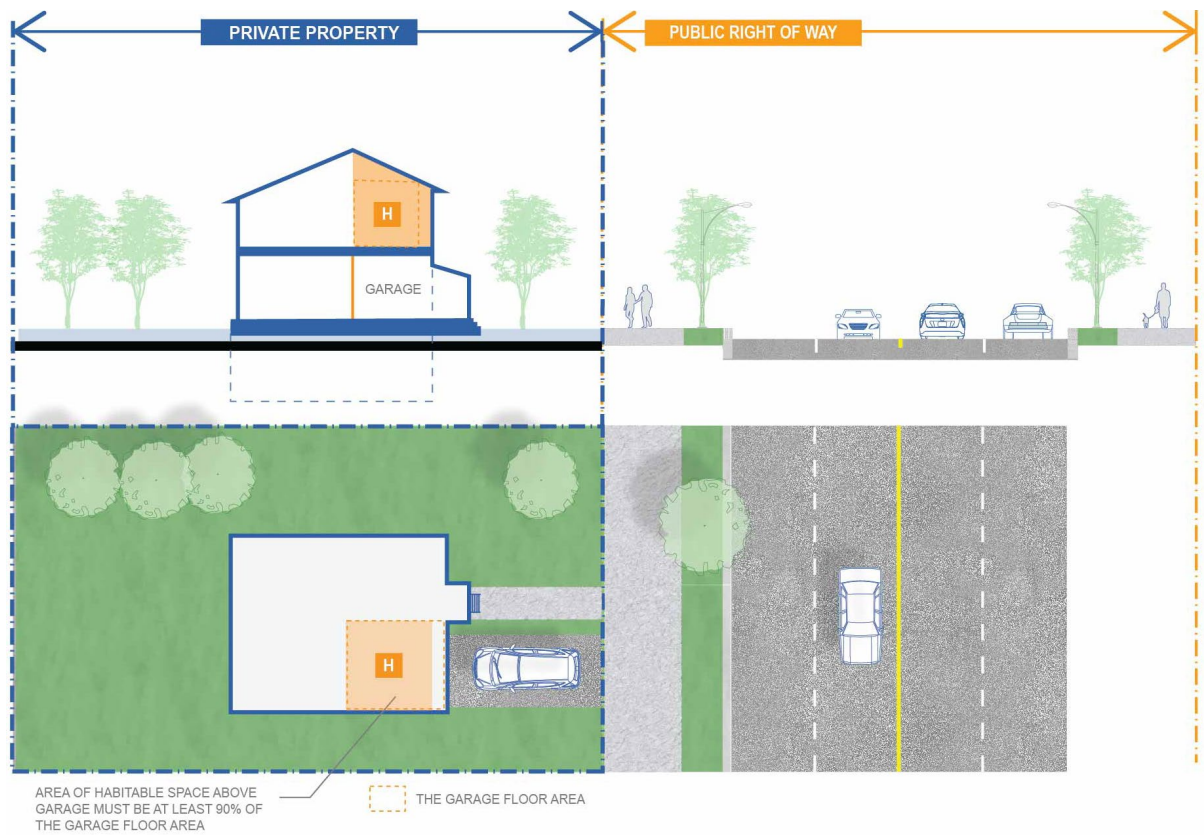 PRIVATE PROPERTY
PUBLIC RIGHT OF WAY
H
GARAGE
H
AREA OF HABITABLE SPACE ABOVE
GARAGE MUST BE AT LEAST 90% OF
THE GARAGE FLOOR AREA
THE GARAGE FLOOR AREA